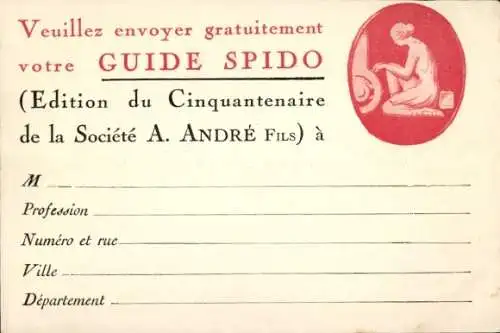 Veuillez envoyer gratuitement
votre GUIDE SPIDO
(Edition du Cinquantenaire
de la Société A. ANDRÉ FILS) à
M
Profession
Numéro et rue
Ville
Département